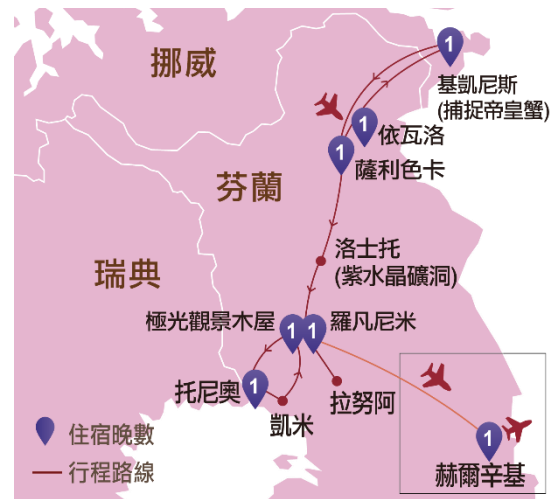 挪威
1
基凱尼斯
(捕捉帝皇蟹)
1
依瓦洛
1
薩利色卡
芬蘭
瑞典
洛士托
(紫水晶礦洞)
極光觀景木屋
1
1
羅凡尼米
托尼奧
1
凱米
拉努阿
1
赫爾辛基
住宿晚數
行程路線